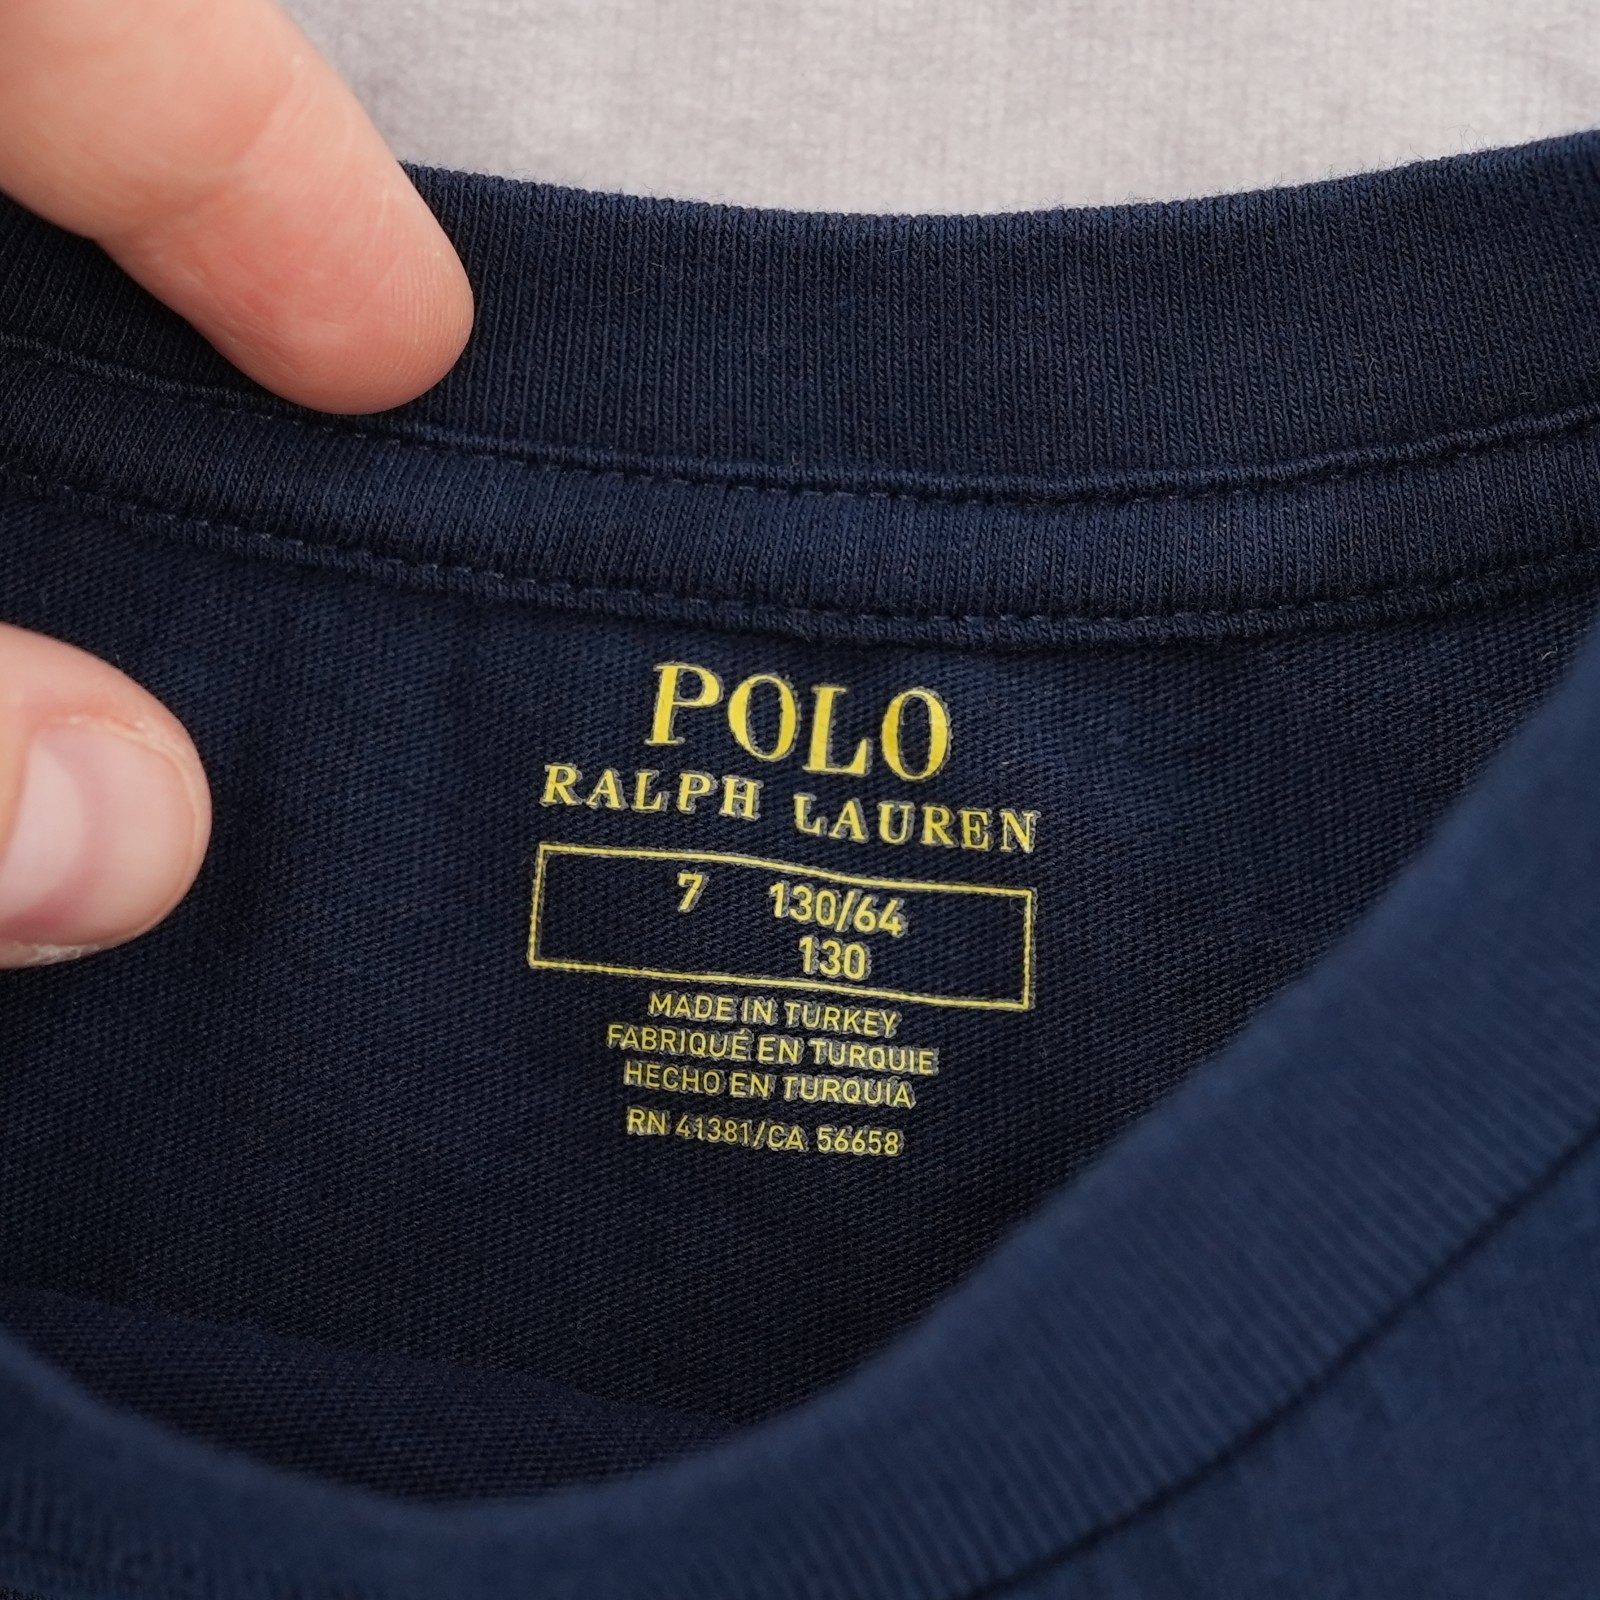 POLO
RALPH LAUREN
7 130/64
130
MADE IN TURKEY
FABRIQUÉ EN TURQUIE
HECHO EN TURQUÍA
RN 41381/CA 56658